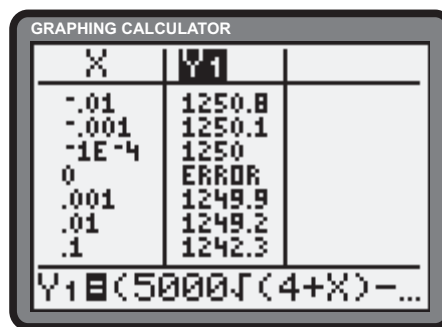 GRAPHING CALCULATOR
X Y1
-.01 1250.8
-.001 1250.1
-1E-4 1250
0 ERROR
.001 1249.9
.01 1249.2
.1 1242.3
Y1=(5000√(4+X)-...